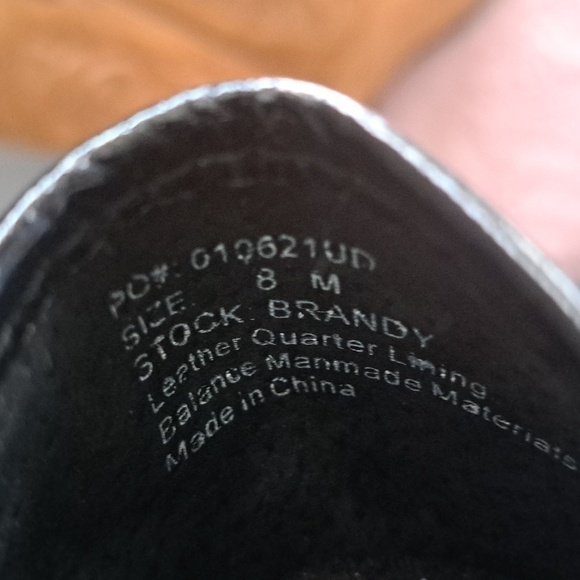 PO#: 010621UD
SIZE: 8 M
STOCK: BRANDY
Leather Quarter Lining
Balance Manmade Materials
Made in China